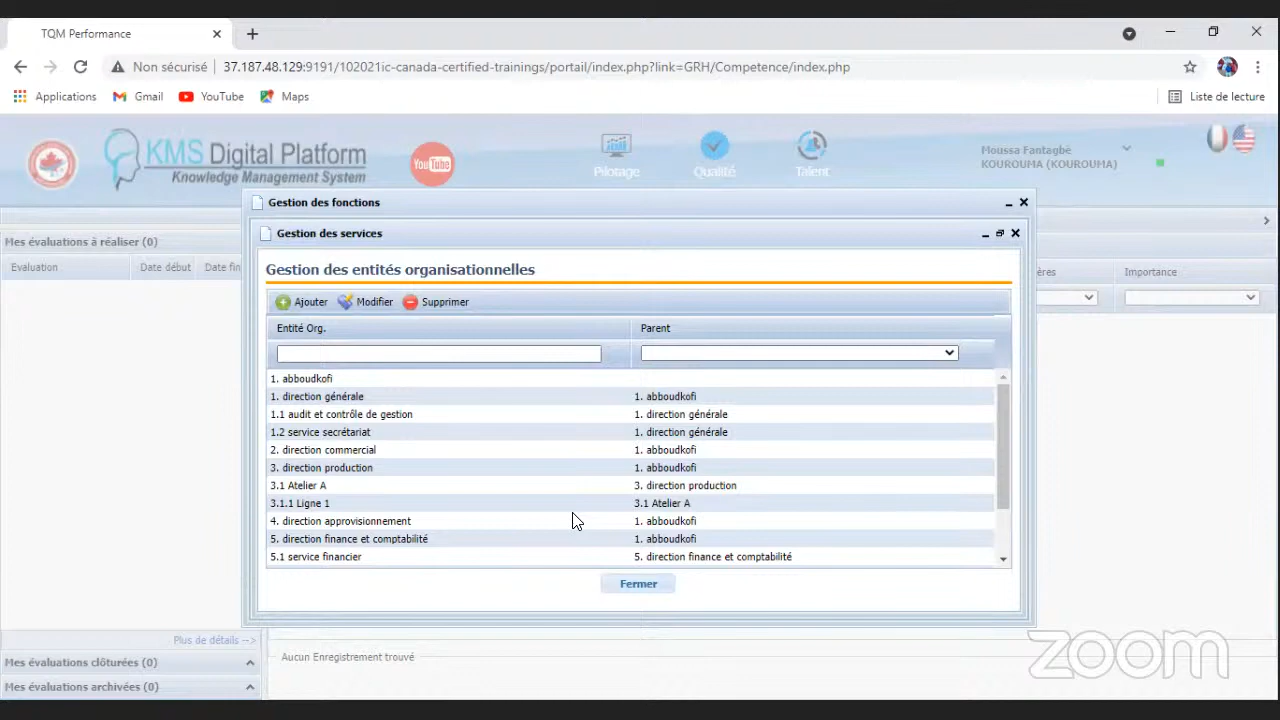 TQM Performance
Non sécurisé 37.187.48.129:9191/102021ic-canada-certified-trainings/portail/index.php?link=GRH/Competence/index.php
Applications Gmail YouTube Maps Liste de lecture
KMS Digital Platform
Knowledge Management System
YouTube
Pilotage Qualité Talent
Moussa Fantagbé
KOUROUMA (KOUROUMA)
Gestion des fonctions
Gestion des services
Mes évaluations à réaliser (0)
Evaluation Date début Date fin
ères Importance
Gestion des entités organisationnelles
Ajouter Modifier Supprimer
Entité Org. Parent
1. abboudkofi
1. direction générale 1. abboudkofi
1.1 audit et contrôle de gestion 1. direction générale
1.2 service secrétariat 1. direction générale
2. direction commercial 1. abboudkofi
3. direction production 1. abboudkofi
3.1 Atelier A 3. direction production
3.1.1 Ligne 1 3.1 Atelier A
4. direction approvisionnement 1. abboudkofi
5. direction finance et comptabilité 1. abboudkofi
5.1 service financier 5. direction finance et comptabilité
Fermer
Plus de détails -->
Mes évaluations clôturées (0)
Aucun Enregistrement trouvé
Mes évaluations archivées (0)
zoom